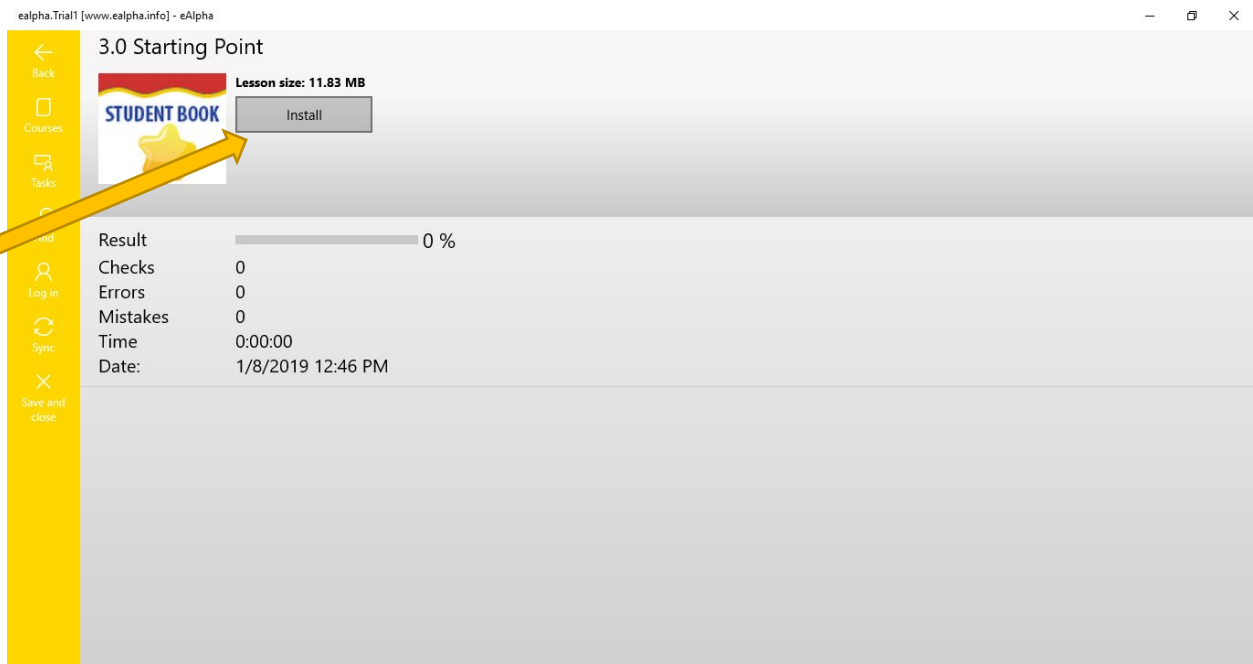 ealpha.Trial1 [www.ealpha.info] - eAlpha
Back
Courses
Tasks
Log in
Sync
Save and
close
3.0 Starting Point
STUDENT BOOK
Lesson size: 11.83 MB
Install
Result 0 %
Checks 0
Errors 0
Mistakes 0
Time 0:00:00
Date: 1/8/2019 12:46 PM